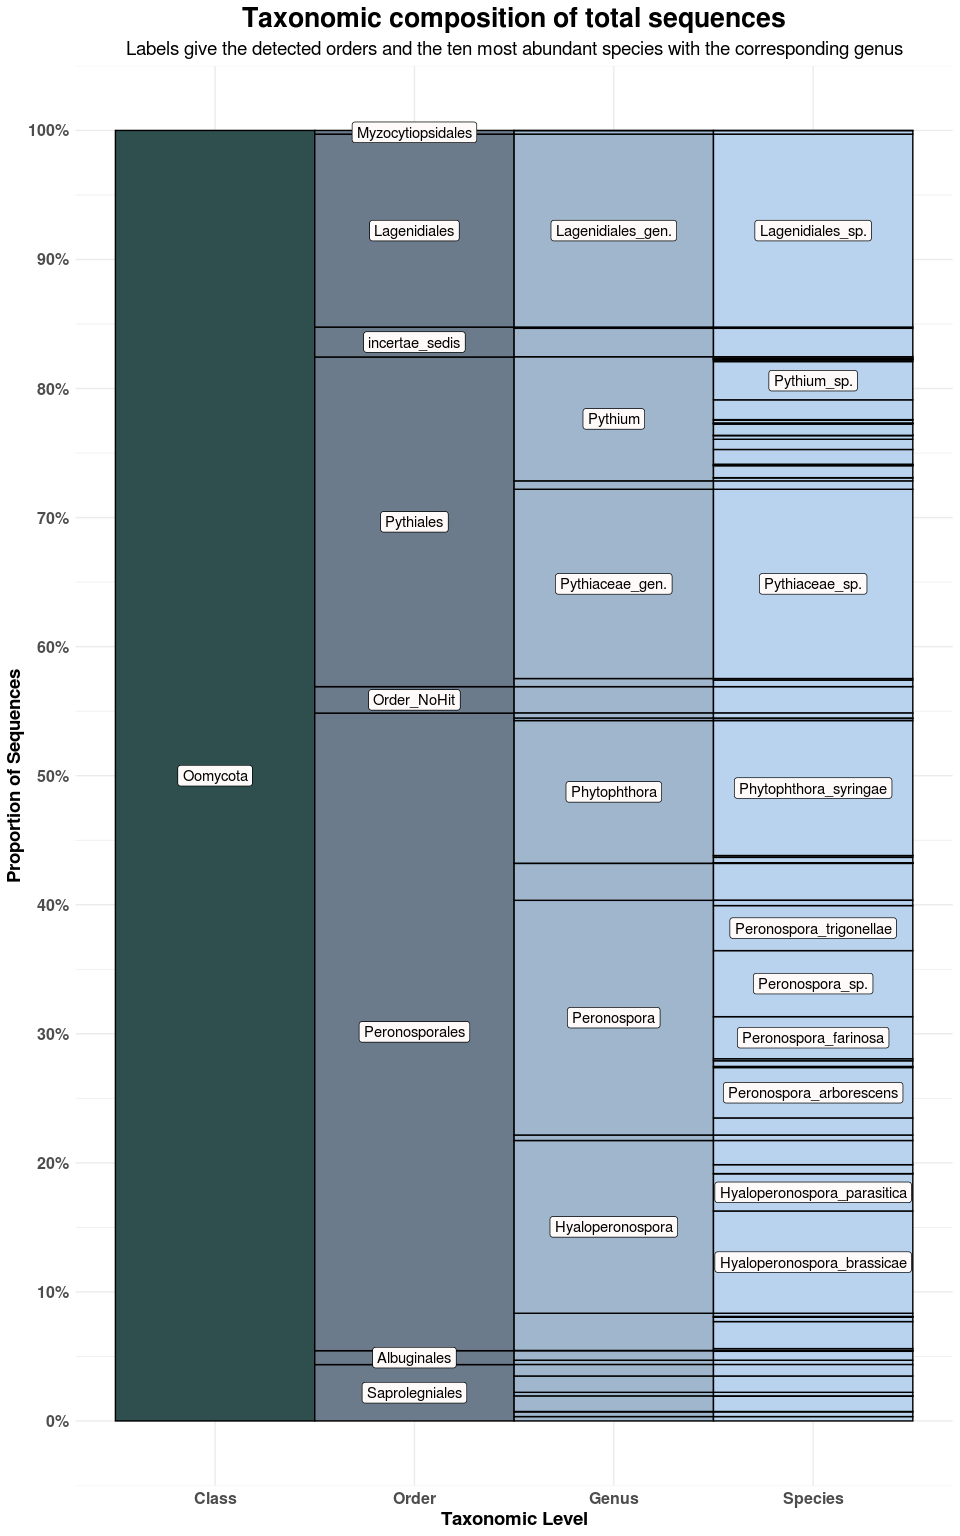 Taxonomic composition of total sequences
Labels give the detected orders and the ten most abundant species with the corresponding genus
100%
90%
80%
70%
60%
50%
40%
30%
20%
10%
0%
Proportion of Sequences
Oomycota
Myzocytiopsidales
Lagenidiales
incertae_sedis
Pythiales
Order_NoHit
Peronosporales
Albuginales
Saprolegniales
Lagenidiales_gen.
Pythium
Pythiaceae_gen.
Phytophthora
Peronospora
Hyaloperonospora
Lagenidiales_sp.
Pythium_sp.
Pythiaceae_sp.
Phytophthora_syringae
Peronospora_trigonellae
Peronospora_sp.
Peronospora_farinosa
Peronospora_arborescens
Hyaloperonospora_parasitica
Hyaloperonospora_brassicae
Class
Order
Genus
Species
Taxonomic Level